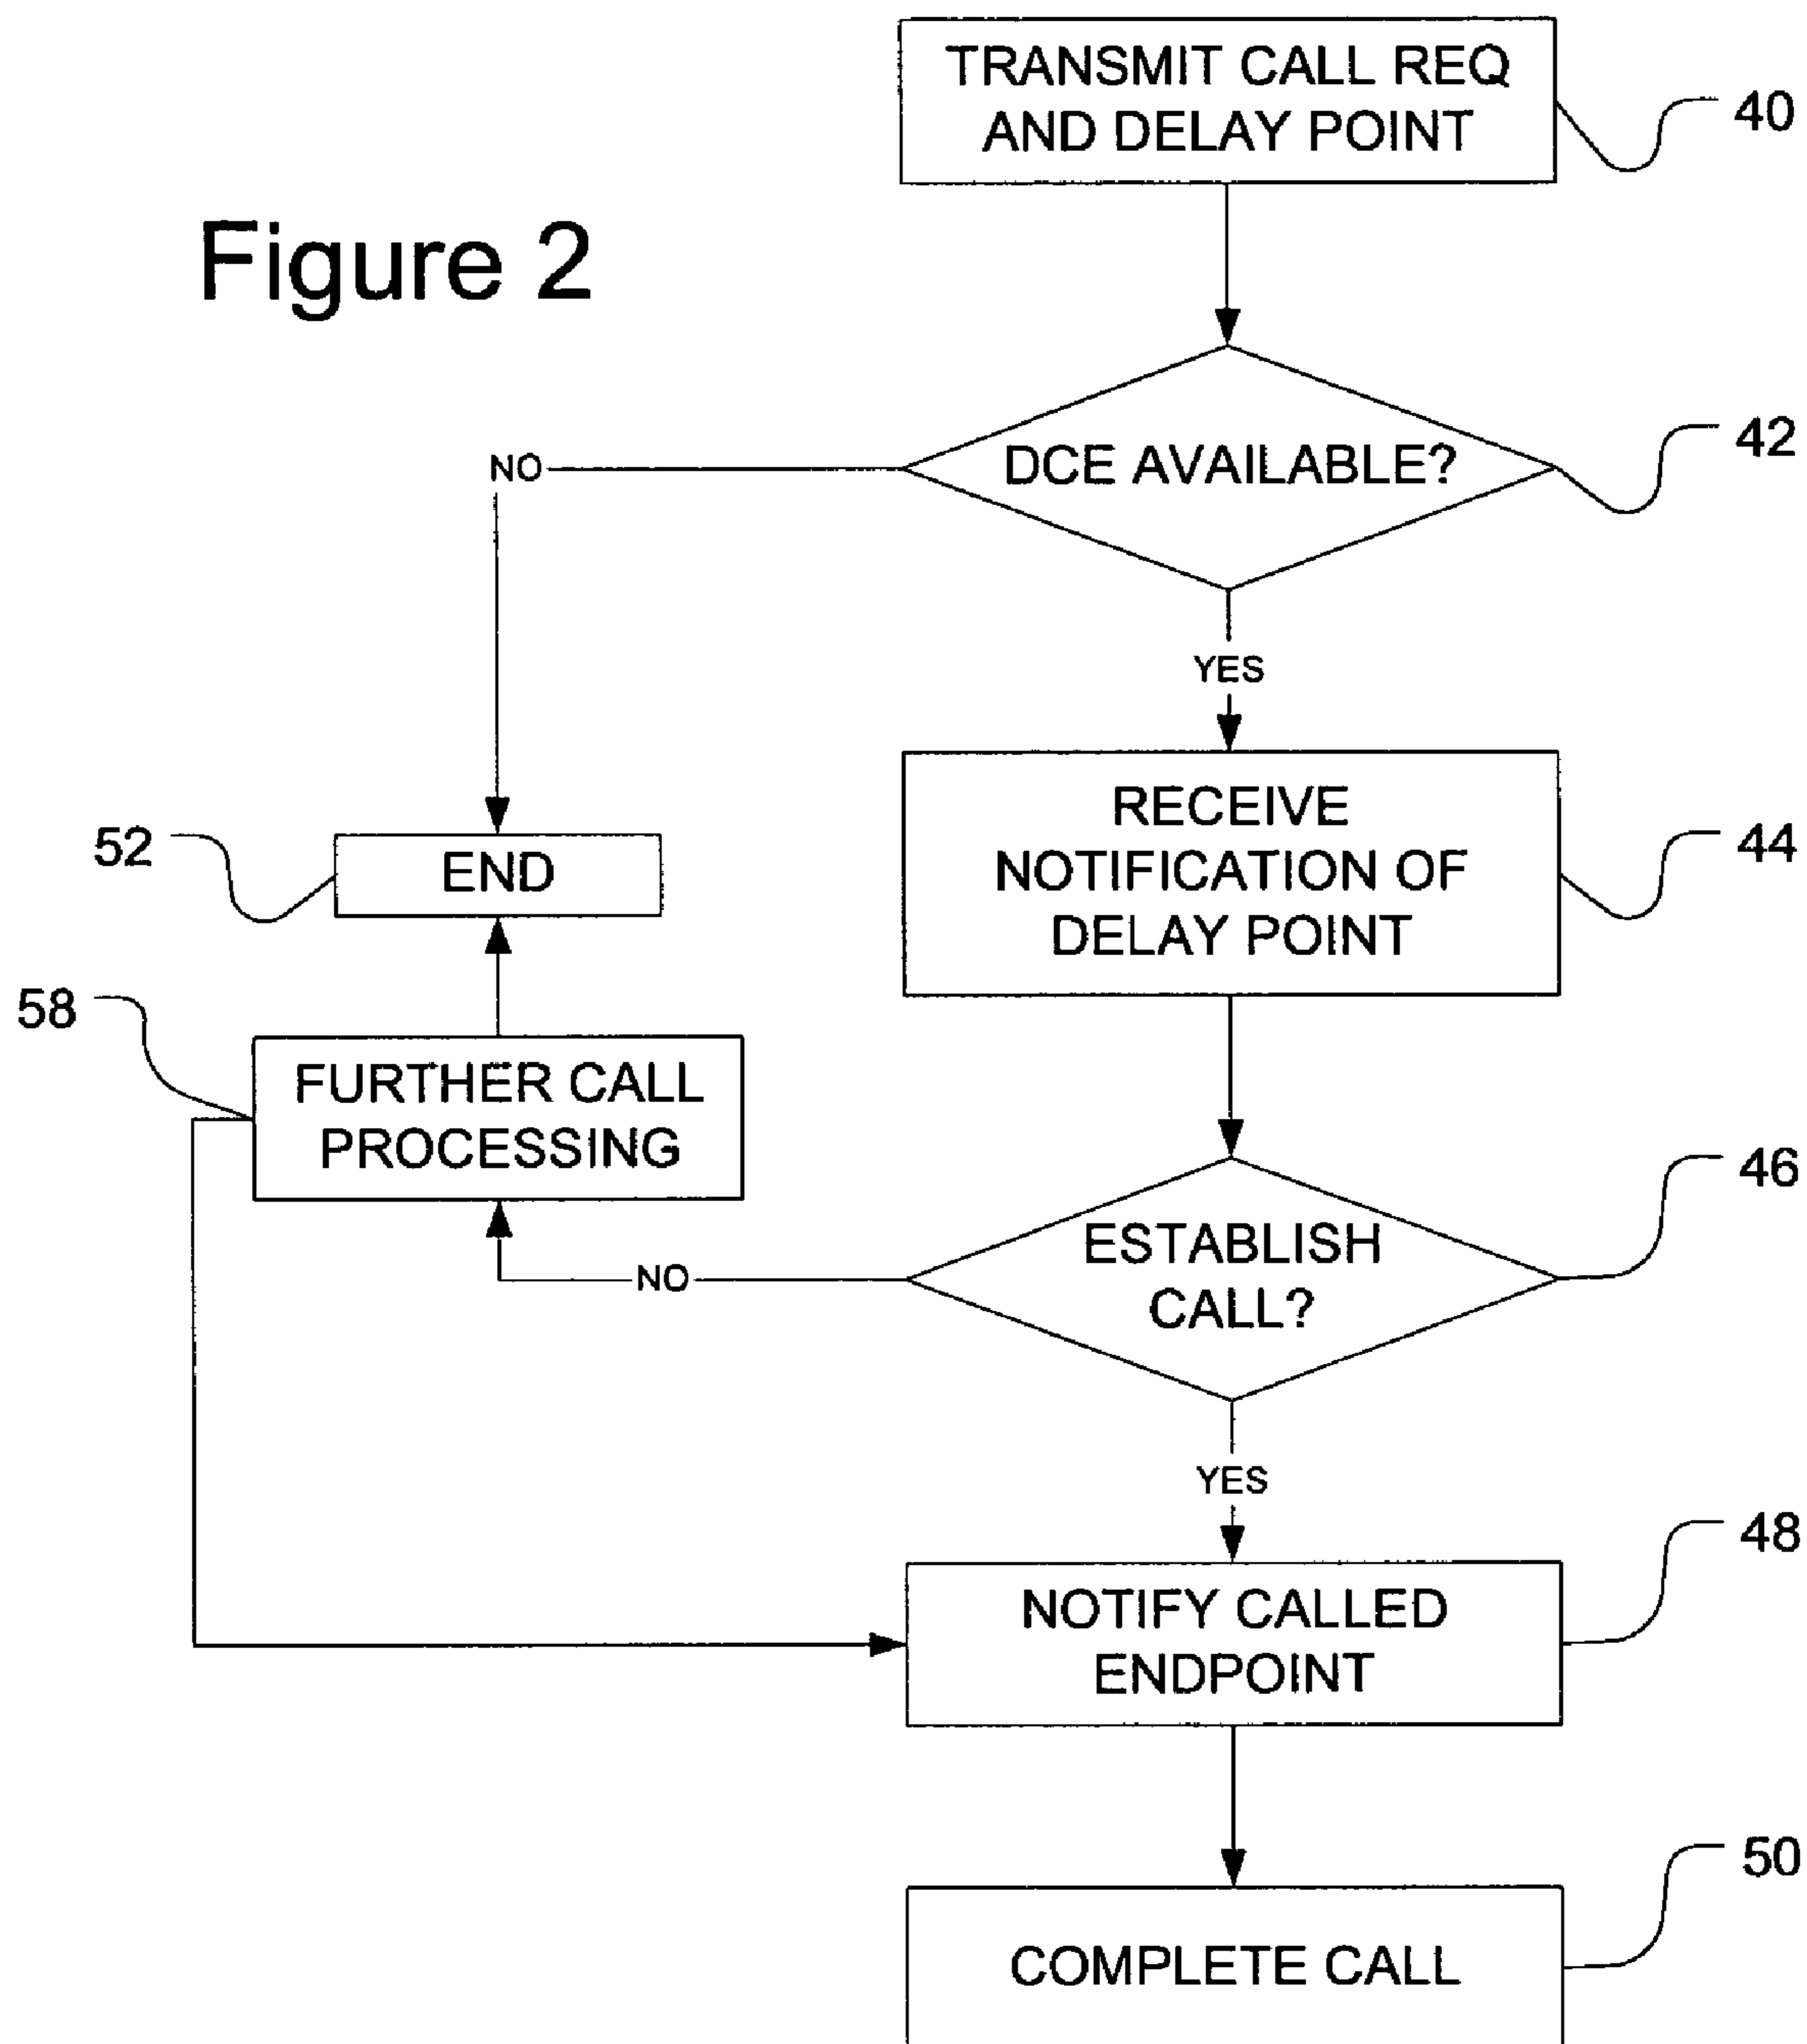 TRANSMIT CALL REQ
AND DELAY POINT
40
Figure 2
DCE AVAILABLE?
42
NO
YES
RECEIVE
NOTIFICATION OF
DELAY POINT
44
52
END
58
FURTHER CALL
PROCESSING
ESTABLISH
CALL?
46
NO
YES
NOTIFY CALLED
ENDPOINT
48
COMPLETE CALL
50